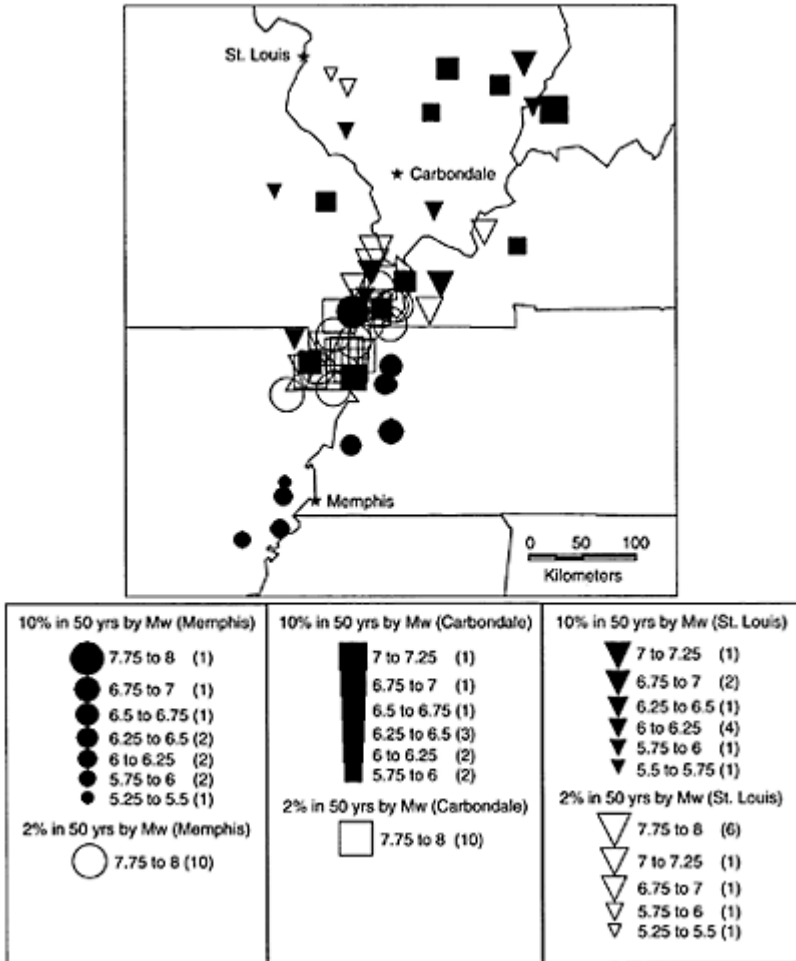 St. Louis
Carbondale
Memphis
0 50 100
Kilometers
10% in 50 yrs by Mw (Memphis)
7.75 to 8 (1)
6.75 to 7 (1)
6.5 to 6.75 (1)
6.25 to 6.5 (2)
6 to 6.25 (2)
5.75 to 6 (2)
5.25 to 5.5 (1)
2% in 50 yrs by Mw (Memphis)
7.75 to 8 (10)
10% in 50 yrs by Mw (Carbondale)
7 to 7.25 (1)
6.75 to 7 (1)
6.5 to 6.75 (1)
6.25 to 6.5 (3)
6 to 6.25 (2)
5.75 to 6 (2)
2% in 50 yrs by Mw (Carbondale)
7.75 to 8 (10)
10% in 50 yrs by Mw (St. Louis)
7 to 7.25 (1)
6.75 to 7 (2)
6.25 to 6.5 (1)
6 to 6.25 (4)
5.75 to 6 (1)
5.5 to 5.75 (1)
2% in 50 yrs by Mw (St. Louis)
7.75 to 8 (6)
7 to 7.25 (1)
6.75 to 7 (1)
5.75 to 6 (1)
5.25 to 5.5 (1)